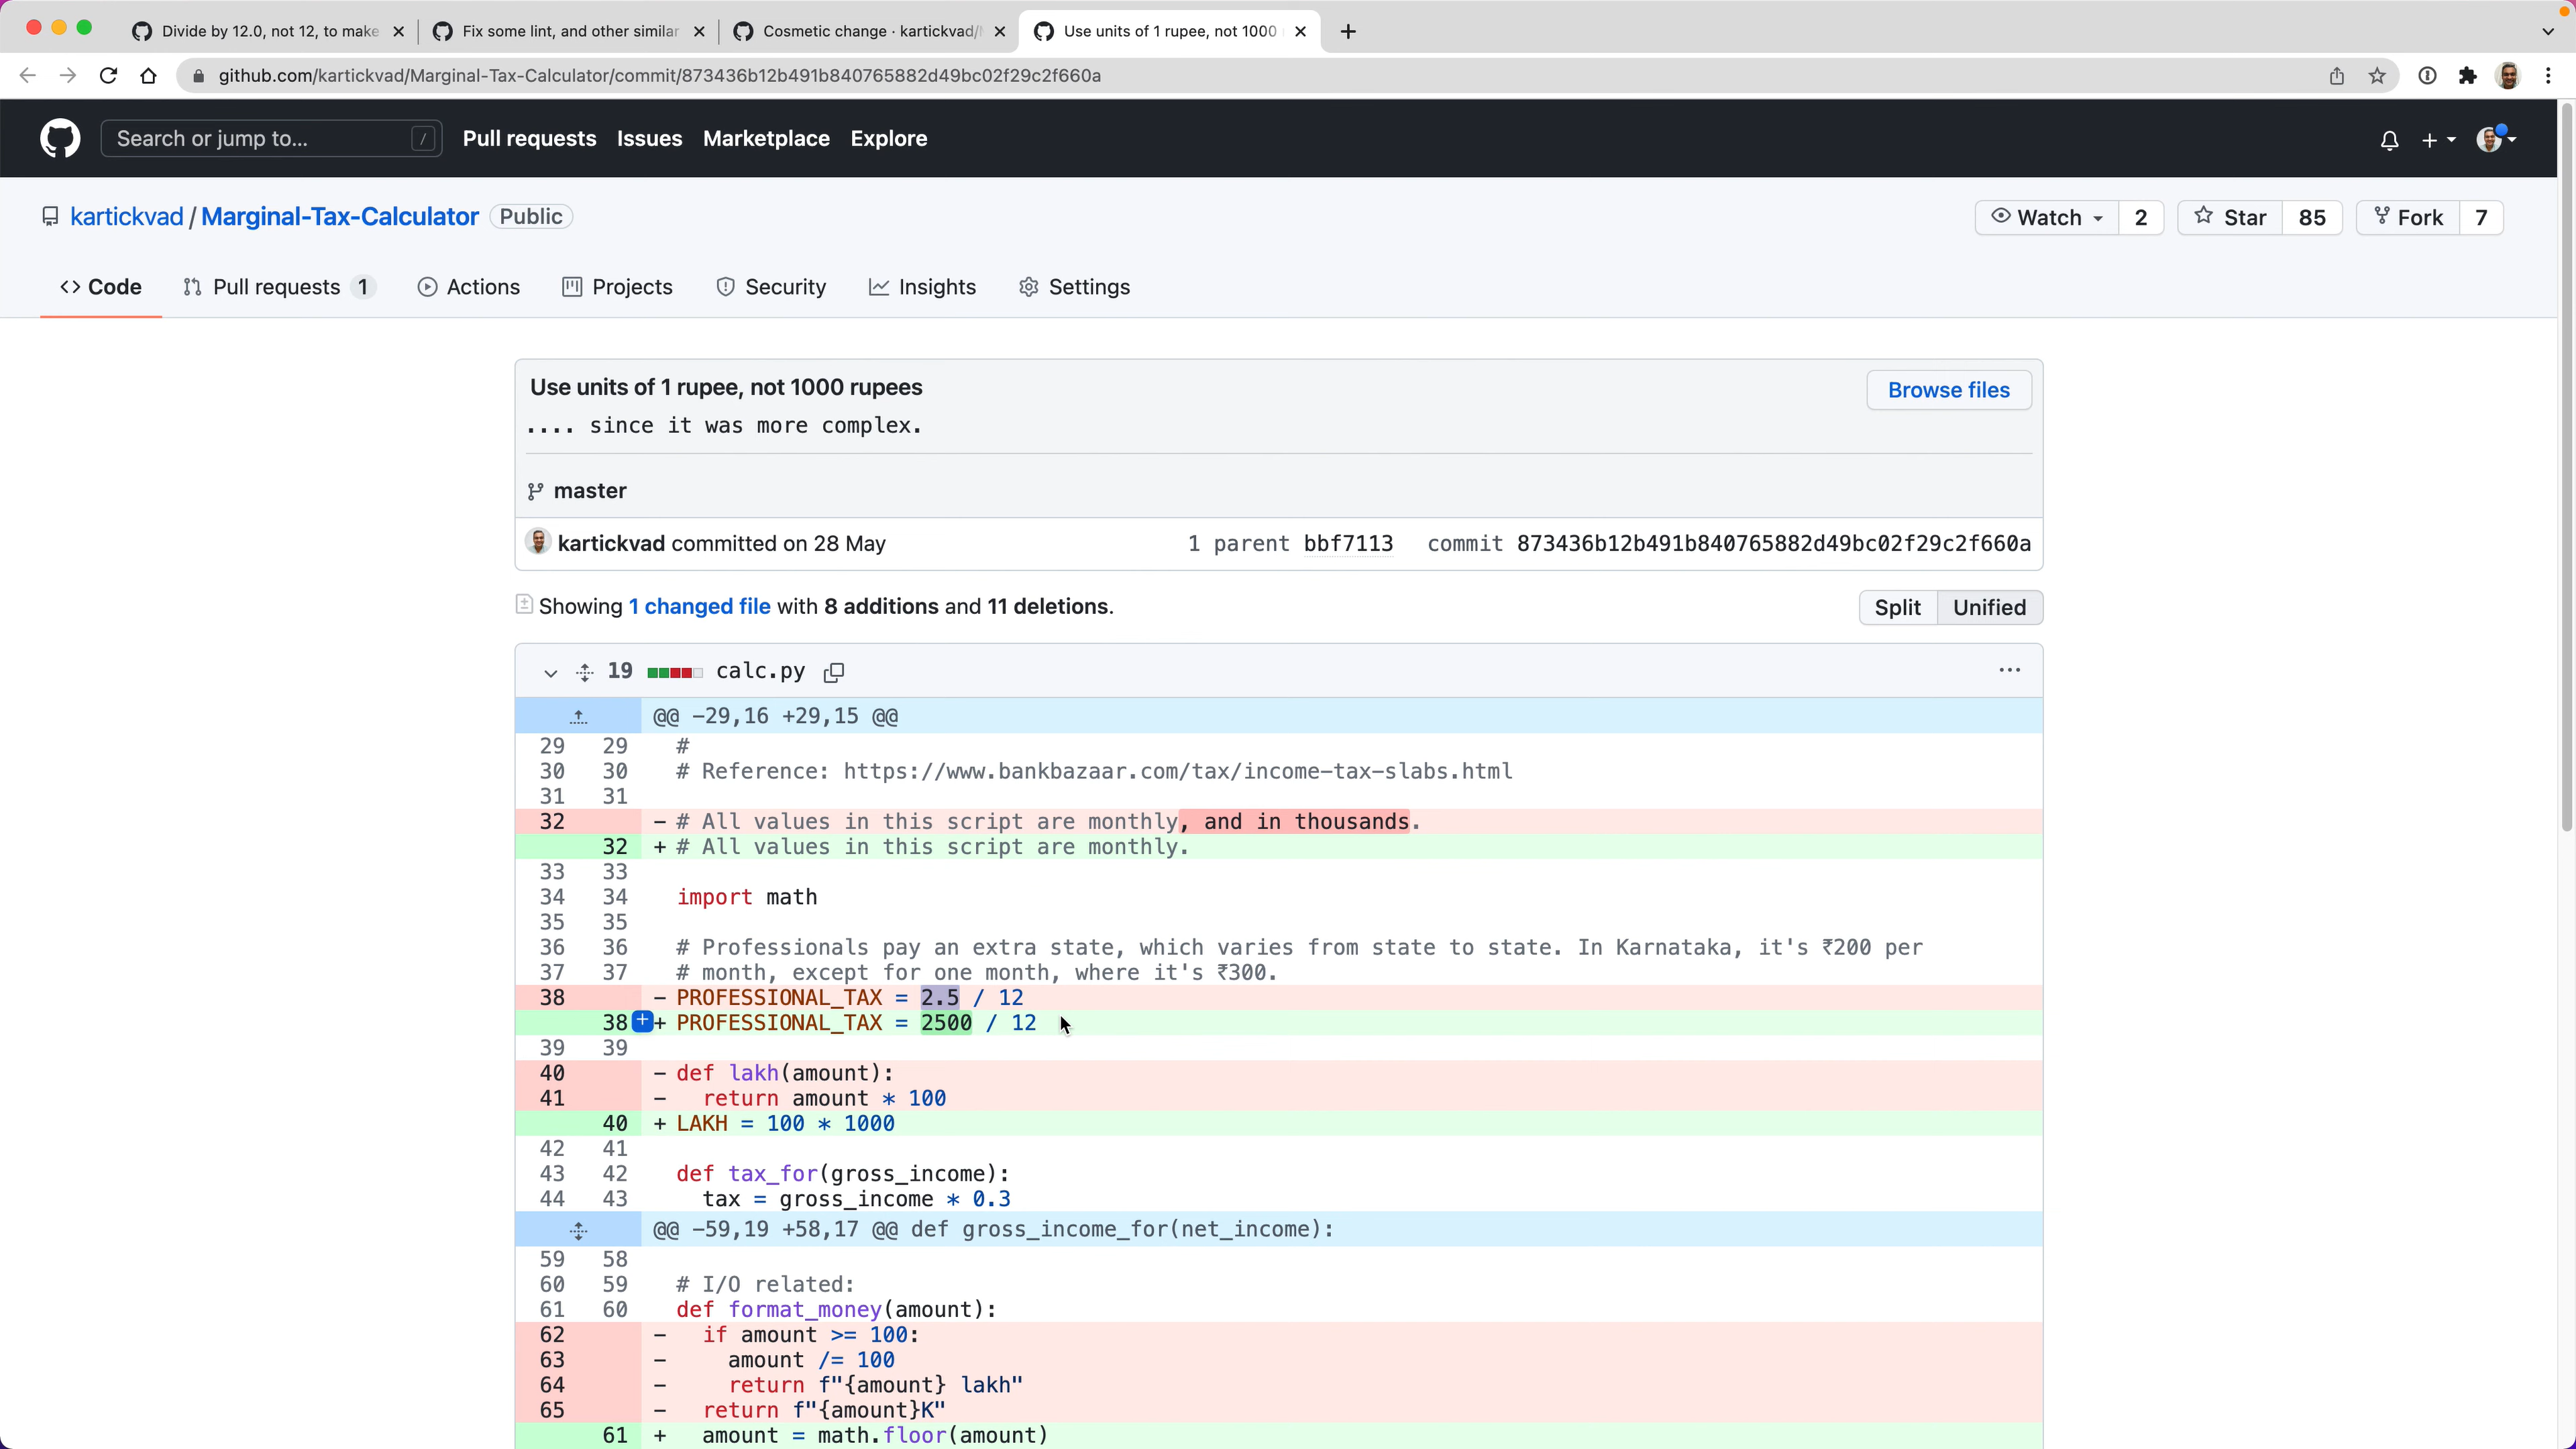 Divide by 12.0, not 12, to make
Fix some lint, and other similar
Cosmetic change · kartickvad/
Use units of 1 rupee, not 1000
github.com/kartickvad/Marginal-Tax-Calculator/commit/873436b12b491b840765882d49bc02f29c2f660a
Search or jump to... / Pull requests Issues Marketplace Explore
kartickvad / Marginal-Tax-Calculator Public Watch 2 Star 85 Fork 7
<> Code Pull requests 1 Actions Projects Security Insights Settings
Use units of 1 rupee, not 1000 rupees Browse files
.... since it was more complex.
master
kartickvad committed on 28 May 1 parent bbf7113 commit 873436b12b491b840765882d49bc02f29c2f660a
Showing 1 changed file with 8 additions and 11 deletions. Split Unified
19 calc.py
@@ -29,16 +29,15 @@
29 29 #
30 30 # Reference: https://www.bankbazaar.com/tax/income-tax-slabs.html
31 31
32 - # All values in this script are monthly, and in thousands.
32 + # All values in this script are monthly.
33 33
34 34 import math
35 35
36 36 # Professionals pay an extra state, which varies from state to state. In Karnataka, it's ₹200 per
37 37 # month, except for one month, where it's ₹300.
38 - PROFESSIONAL_TAX = 2.5 / 12
38 + PROFESSIONAL_TAX = 2500 / 12
39 39
40 - def lakh(amount):
41 - return amount * 100
40 + LAKH = 100 * 1000
42 41
43 42 def tax_for(gross_income):
44 43 tax = gross_income * 0.3
@@ -59,19 +58,17 @@ def gross_income_for(net_income):
59 58
60 59 # I/O related:
61 60 def format_money(amount):
62 - if amount >= 100:
63 - amount /= 100
64 - return f"{amount} lakh"
65 - return f"{amount}K"
61 + amount = math.floor(amount)